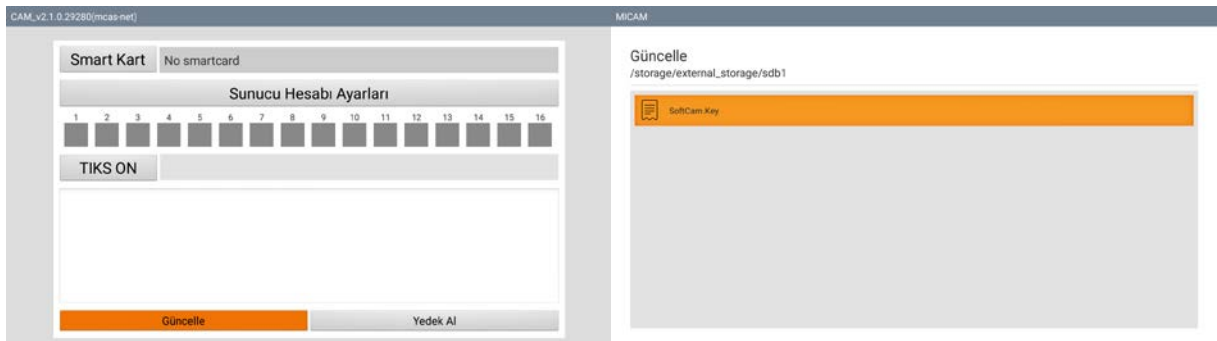 CAM_v2.1.0.29280(mcas-net)
Smart Kart No smartcard
Sunucu Hesabı Ayarları
1 2 3 4 5 6 7 8 9 10 11 12 13 14 15 16
TIKS ON
Güncelle Yedek Al
MICAM
Güncelle
/storage/external_storage/sdb1
SoftCam.Key